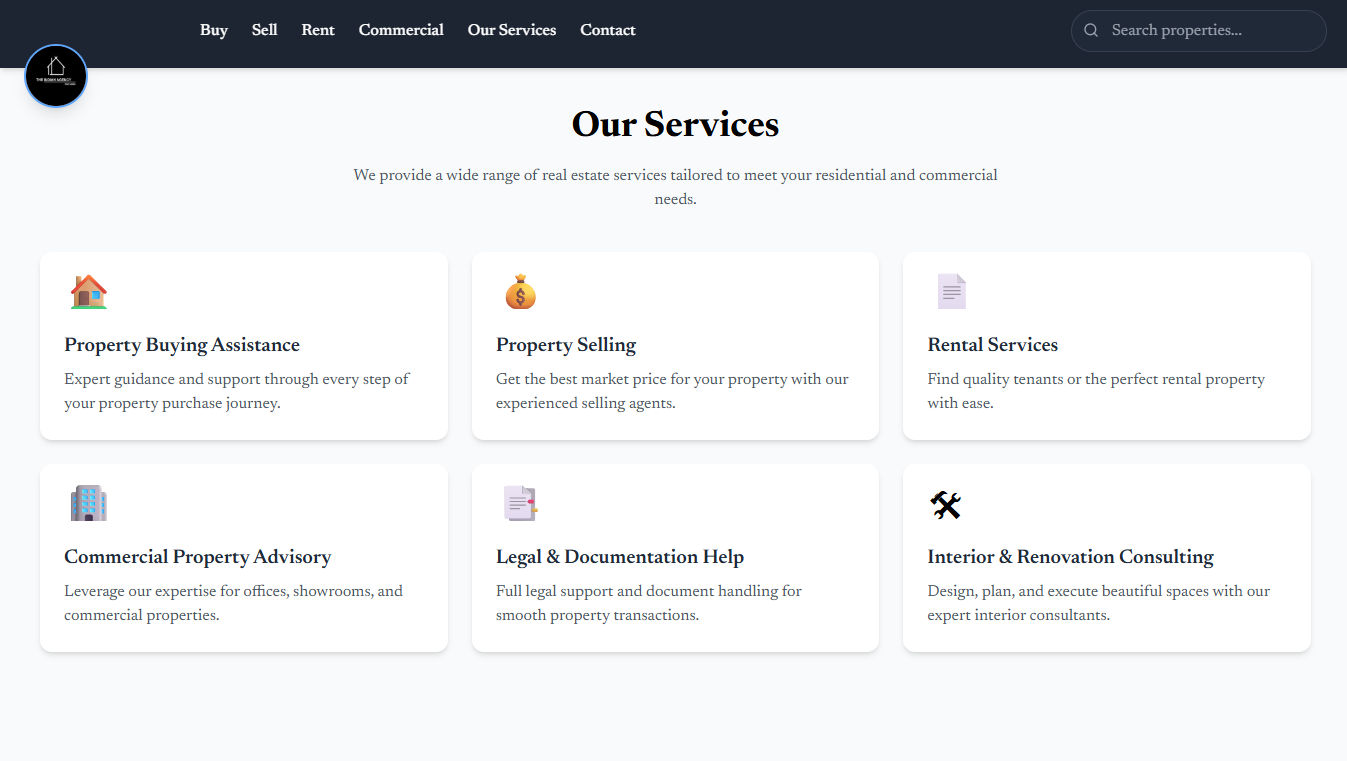 Buy Sell Rent Commercial Our Services Contact Search properties...
Our Services
We provide a wide range of real estate services tailored to meet your residential and commercial
needs.
Property Buying Assistance
Expert guidance and support through every step of
your property purchase journey.
Property Selling
Get the best market price for your property with our
experienced selling agents.
Rental Services
Find quality tenants or the perfect rental property
with ease.
Commercial Property Advisory
Leverage our expertise for offices, showrooms, and
commercial properties.
Legal & Documentation Help
Full legal support and document handling for
smooth property transactions.
Interior & Renovation Consulting
Design, plan, and execute beautiful spaces with our
expert interior consultants.